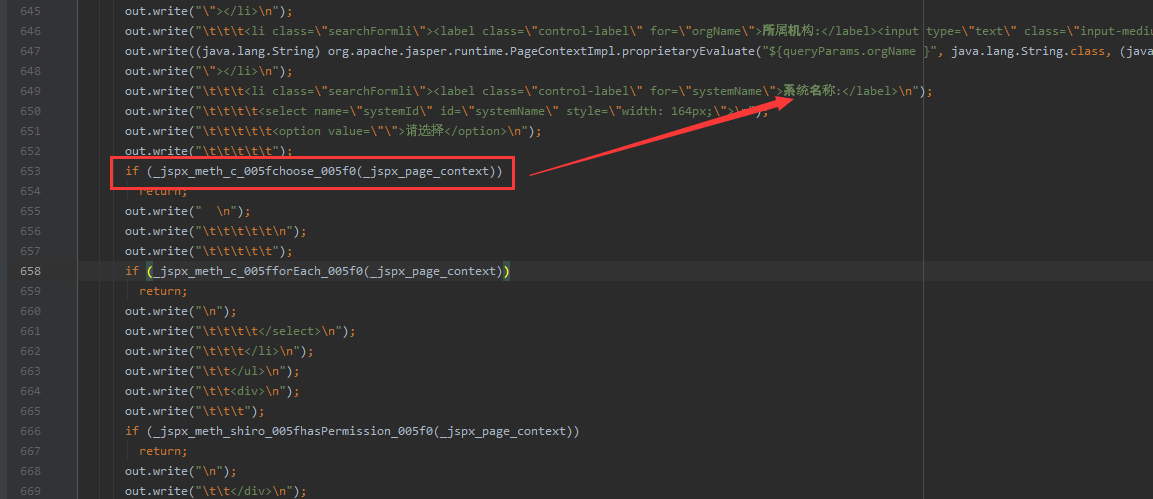 645 out.write("\"></li>\n");
646 out.write("\t\t\t<li class=\"searchFormli\"><label class=\"control-label\" for=\"orgName\">所属机构:</label><input type=\"text\" class=\"input-mediu
647 out.write((java.lang.String) org.apache.jasper.runtime.PageContextImpl.proprietaryEvaluate("${queryParams.orgName }", java.lang.String.class, (java
648 out.write("\"></li>\n");
649 out.write("\t\t\t<li class=\"searchFormli\"><label class=\"control-label\" for=\"systemName\">系统名称:</label>\n");
650 out.write("\t\t\t\t<select name=\"systemId\" id=\"systemName\" style=\"width: 164px;\">\n");
651 out.write("\t\t\t\t\t<option value=\"\">请选择</option>\n");
652 out.write("\t\t\t\t\t");
653 if (_jspx_meth_c_005fchoose_005f0(_jspx_page_context))
654 return;
655 out.write("  \n");
656 out.write("\t\t\t\t\t\n");
657 out.write("\t\t\t\t\t");
658 if (_jspx_meth_c_005fforEach_005f0(_jspx_page_context))
659 return;
660 out.write("\n");
661 out.write("\t\t\t\t</select>\n");
662 out.write("\t\t\t</li>\n");
663 out.write("\t\t</ul>\n");
664 out.write("\t\t<div>\n");
665 out.write("\t\t\t");
666 if (_jspx_meth_shiro_005fhasPermission_005f0(_jspx_page_context))
667 return;
668 out.write("\n");
669 out.write("\t\t</div>\n");